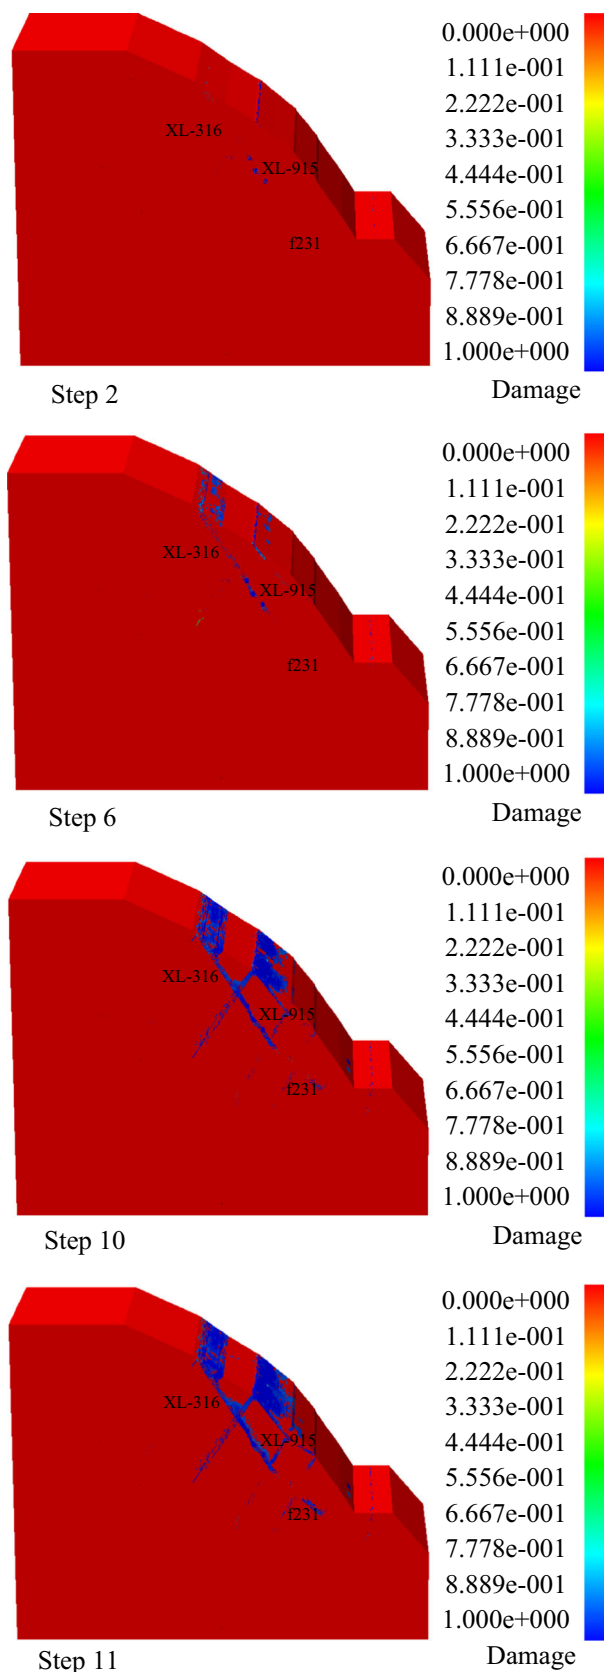 0.000e+000
1.111e-001
2.222e-001
XL-316
3.333e-001
XL-915
4.444e-001
5.556e-001
f231
6.667e-001
7.778e-001
8.889e-001
1.000e+000
Step 2
Damage
0.000e+000
1.111e-001
2.222e-001
XL-316
3.333e-001
XL-915
4.444e-001
5.556e-001
f231
6.667e-001
7.778e-001
8.889e-001
1.000e+000
Step 6
Damage
0.000e+000
1.111e-001
2.222e-001
XL-316
3.333e-001
XL-915
4.444e-001
5.556e-001
f231
6.667e-001
7.778e-001
8.889e-001
1.000e+000
Step 10
Damage
0.000e+000
1.111e-001
2.222e-001
XL-316
3.333e-001
XL-915
4.444e-001
5.556e-001
f231
6.667e-001
7.778e-001
8.889e-001
1.000e+000
Step 11
Damage